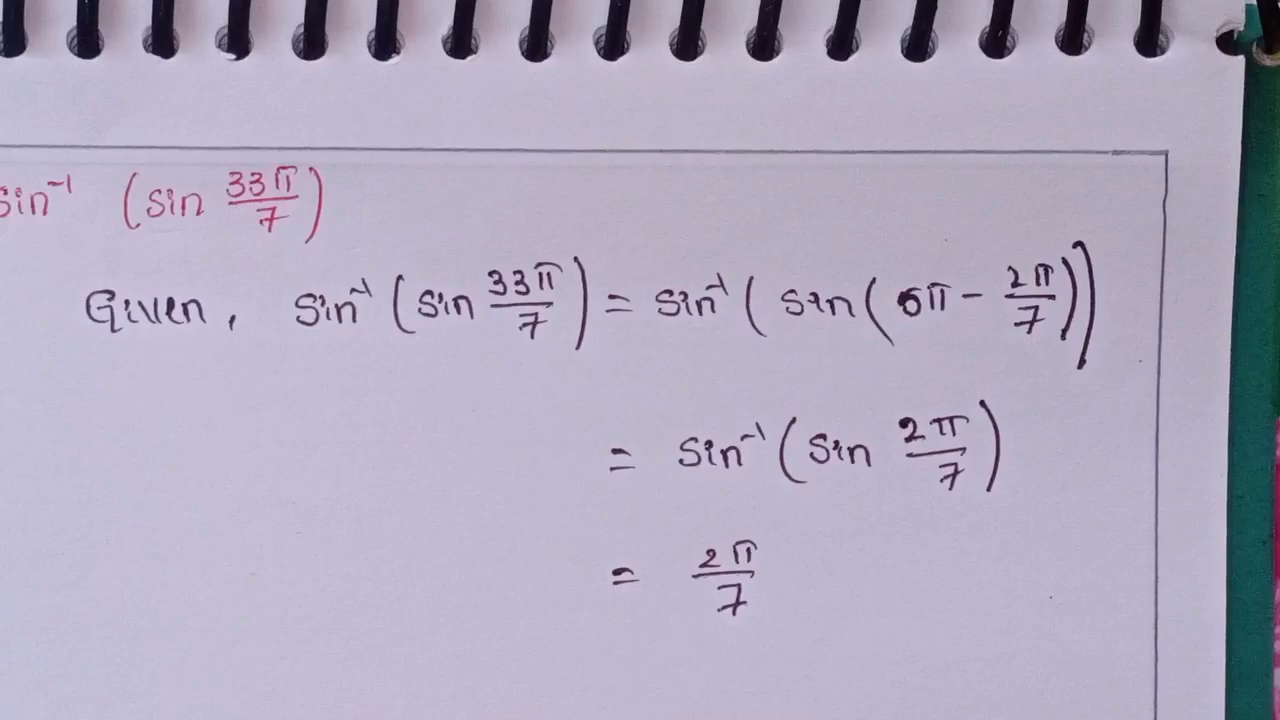 sin⁻¹ (sin 33π/7)
Given, sin⁻¹ (sin 33π/7) = sin⁻¹ (sin (5π - 2π/7))
= sin⁻¹ (sin 2π/7)
= 2π/7